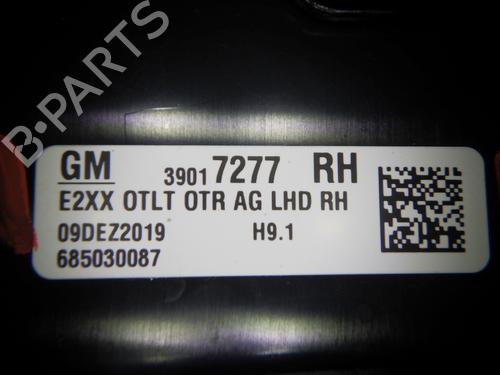 B-PARTS
GM 39017277 RH
E2XX OTLT OTR AG LHD RH
09DEZ2019 H9.1
685030087